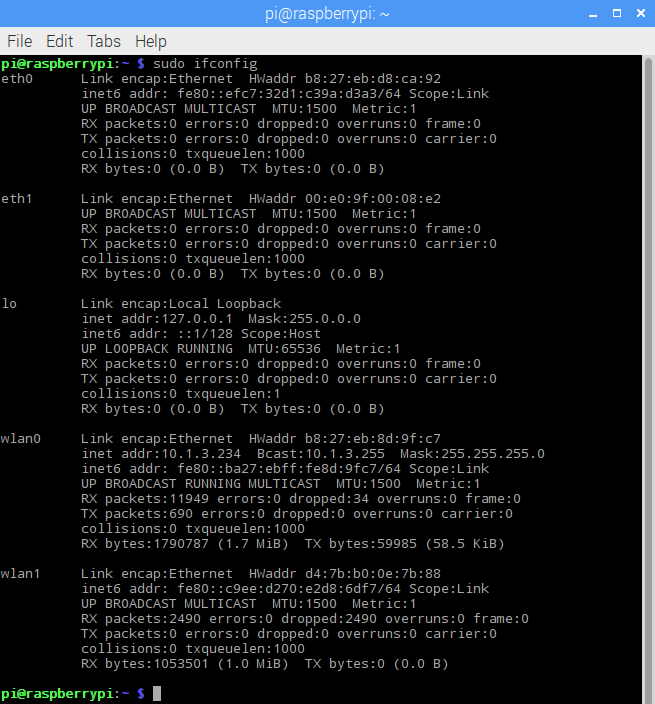 pi@raspberrypi: ~
File Edit Tabs Help
pi@raspberrypi:~ $ sudo ifconfig
eth0      Link encap:Ethernet  HWaddr b8:27:eb:d8:ca:92
          inet6 addr: fe80::efc7:32d1:c39a:d3a3/64 Scope:Link
          UP BROADCAST MULTICAST  MTU:1500  Metric:1
          RX packets:0 errors:0 dropped:0 overruns:0 frame:0
          TX packets:0 errors:0 dropped:0 overruns:0 carrier:0
          collisions:0 txqueuelen:1000
          RX bytes:0 (0.0 B)  TX bytes:0 (0.0 B)
eth1      Link encap:Ethernet  HWaddr 00:e0:9f:00:08:e2
          UP BROADCAST MULTICAST  MTU:1500  Metric:1
          RX packets:0 errors:0 dropped:0 overruns:0 frame:0
          TX packets:0 errors:0 dropped:0 overruns:0 carrier:0
          collisions:0 txqueuelen:1000
          RX bytes:0 (0.0 B)  TX bytes:0 (0.0 B)
lo        Link encap:Local Loopback
          inet addr:127.0.0.1  Mask:255.0.0.0
          inet6 addr: ::1/128 Scope:Host
          UP LOOPBACK RUNNING  MTU:65536  Metric:1
          RX packets:0 errors:0 dropped:0 overruns:0 frame:0
          TX packets:0 errors:0 dropped:0 overruns:0 carrier:0
          collisions:0 txqueuelen:1
          RX bytes:0 (0.0 B)  TX bytes:0 (0.0 B)
wlan0     Link encap:Ethernet  HWaddr b8:27:eb:8d:9f:c7
          inet addr:10.1.3.234  Bcast:10.1.3.255  Mask:255.255.255.0
          inet6 addr: fe80::ba27:ebff:fe8d:9fc7/64 Scope:Link
          UP BROADCAST RUNNING MULTICAST  MTU:1500  Metric:1
          RX packets:11949 errors:0 dropped:34 overruns:0 frame:0
          TX packets:690 errors:0 dropped:0 overruns:0 carrier:0
          collisions:0 txqueuelen:1000
          RX bytes:1790787 (1.7 MiB)  TX bytes:59985 (58.5 KiB)
wlan1     Link encap:Ethernet  HWaddr d4:7b:b0:0e:7b:88
          inet6 addr: fe80::c9ee:d270:e2d8:6df7/64 Scope:Link
          UP BROADCAST MULTICAST  MTU:1500  Metric:1
          RX packets:2490 errors:0 dropped:2490 overruns:0 frame:0
          TX packets:0 errors:0 dropped:0 overruns:0 carrier:0
          collisions:0 txqueuelen:1000
          RX bytes:1053501 (1.0 MiB)  TX bytes:0 (0.0 B)
pi@raspberrypi:~ $